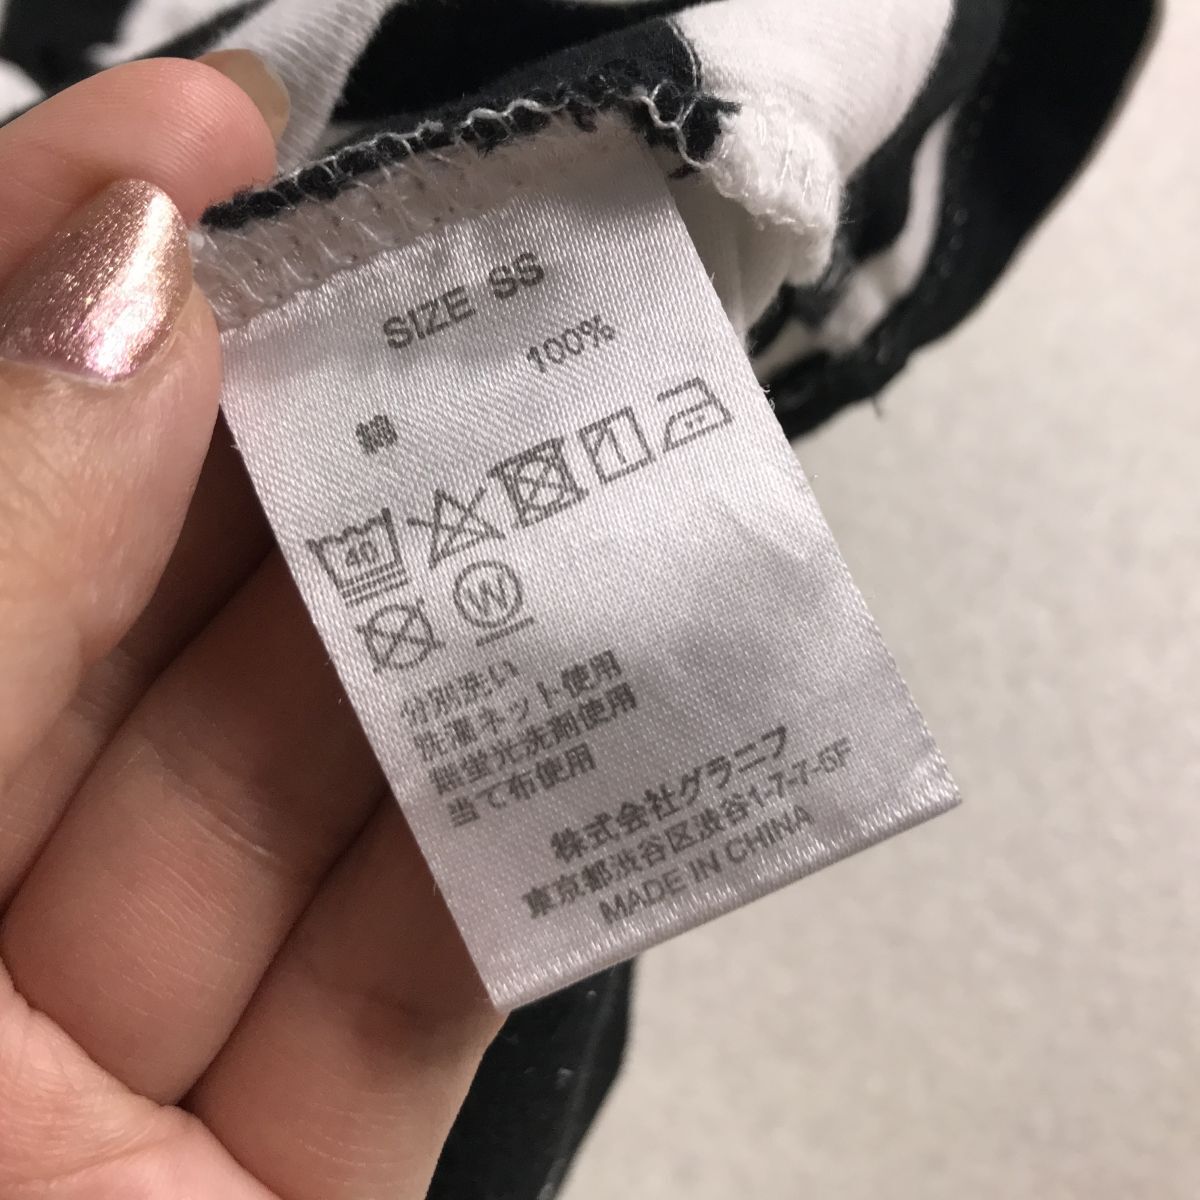 SIZE SS
綿 100%
40
W
分別洗い
洗濯ネット使用
無蛍光洗剤使用
当て布使用
株式会社グラニフ
東京都渋谷区渋谷1-7-7-5F
MADE IN CHINA